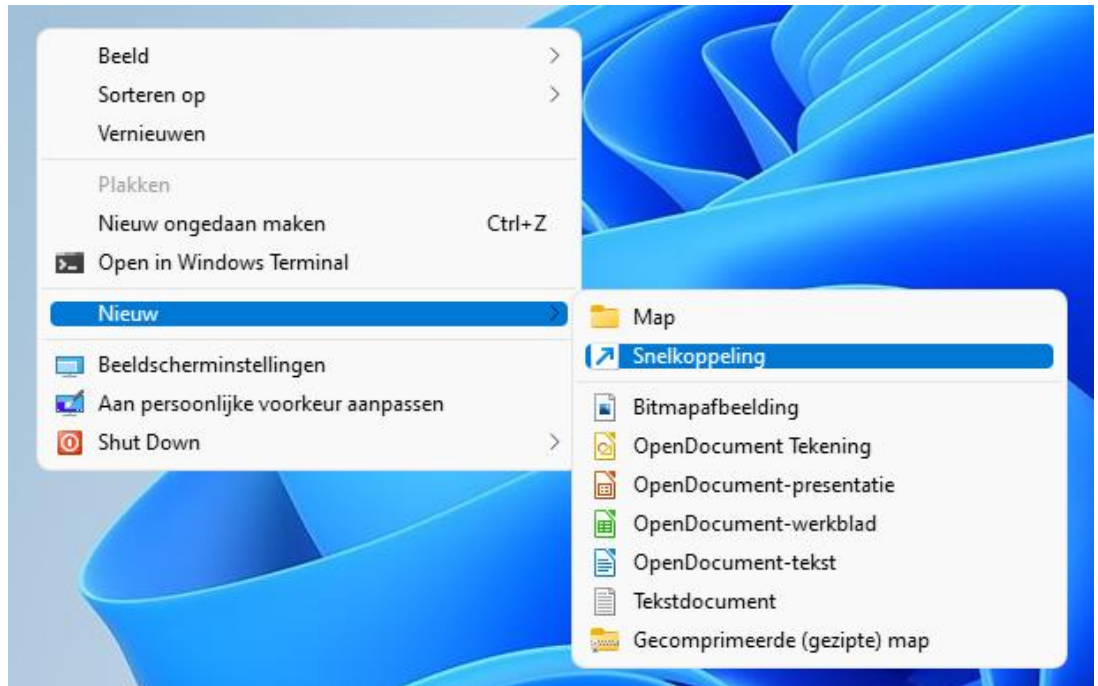 Beeld
Sorteren op
Vernieuwen
Plakken
Nieuw ongedaan maken Ctrl+Z
Open in Windows Terminal
Nieuw
Beeldscherminstellingen
Aan persoonlijke voorkeur aanpassen
Shut Down
Map
Snelkoppeling
Bitmapafbeelding
OpenDocument Tekening
OpenDocument-presentatie
OpenDocument-werkblad
OpenDocument-tekst
Tekstdocument
Gecomprimeerde (gezipte) map